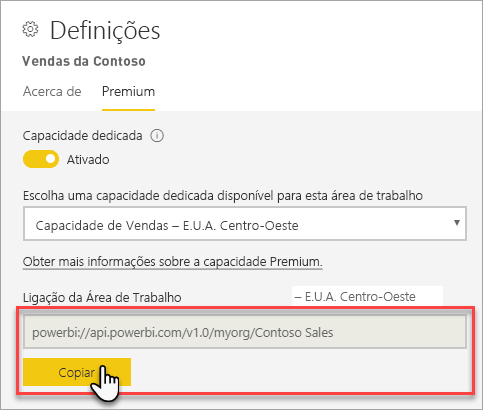 Definições
Vendas da Contoso
Acerca de Premium
Capacidade dedicada
Ativado
Escolha uma capacidade dedicada disponível para esta área de trabalho
Capacidade de Vendas – E.U.A. Centro-Oeste
Obter mais informações sobre a capacidade Premium.
Ligação da Área de Trabalho – E.U.A. Centro-Oeste
powerbi://api.powerbi.com/v1.0/myorg/Contoso Sales
Copiar